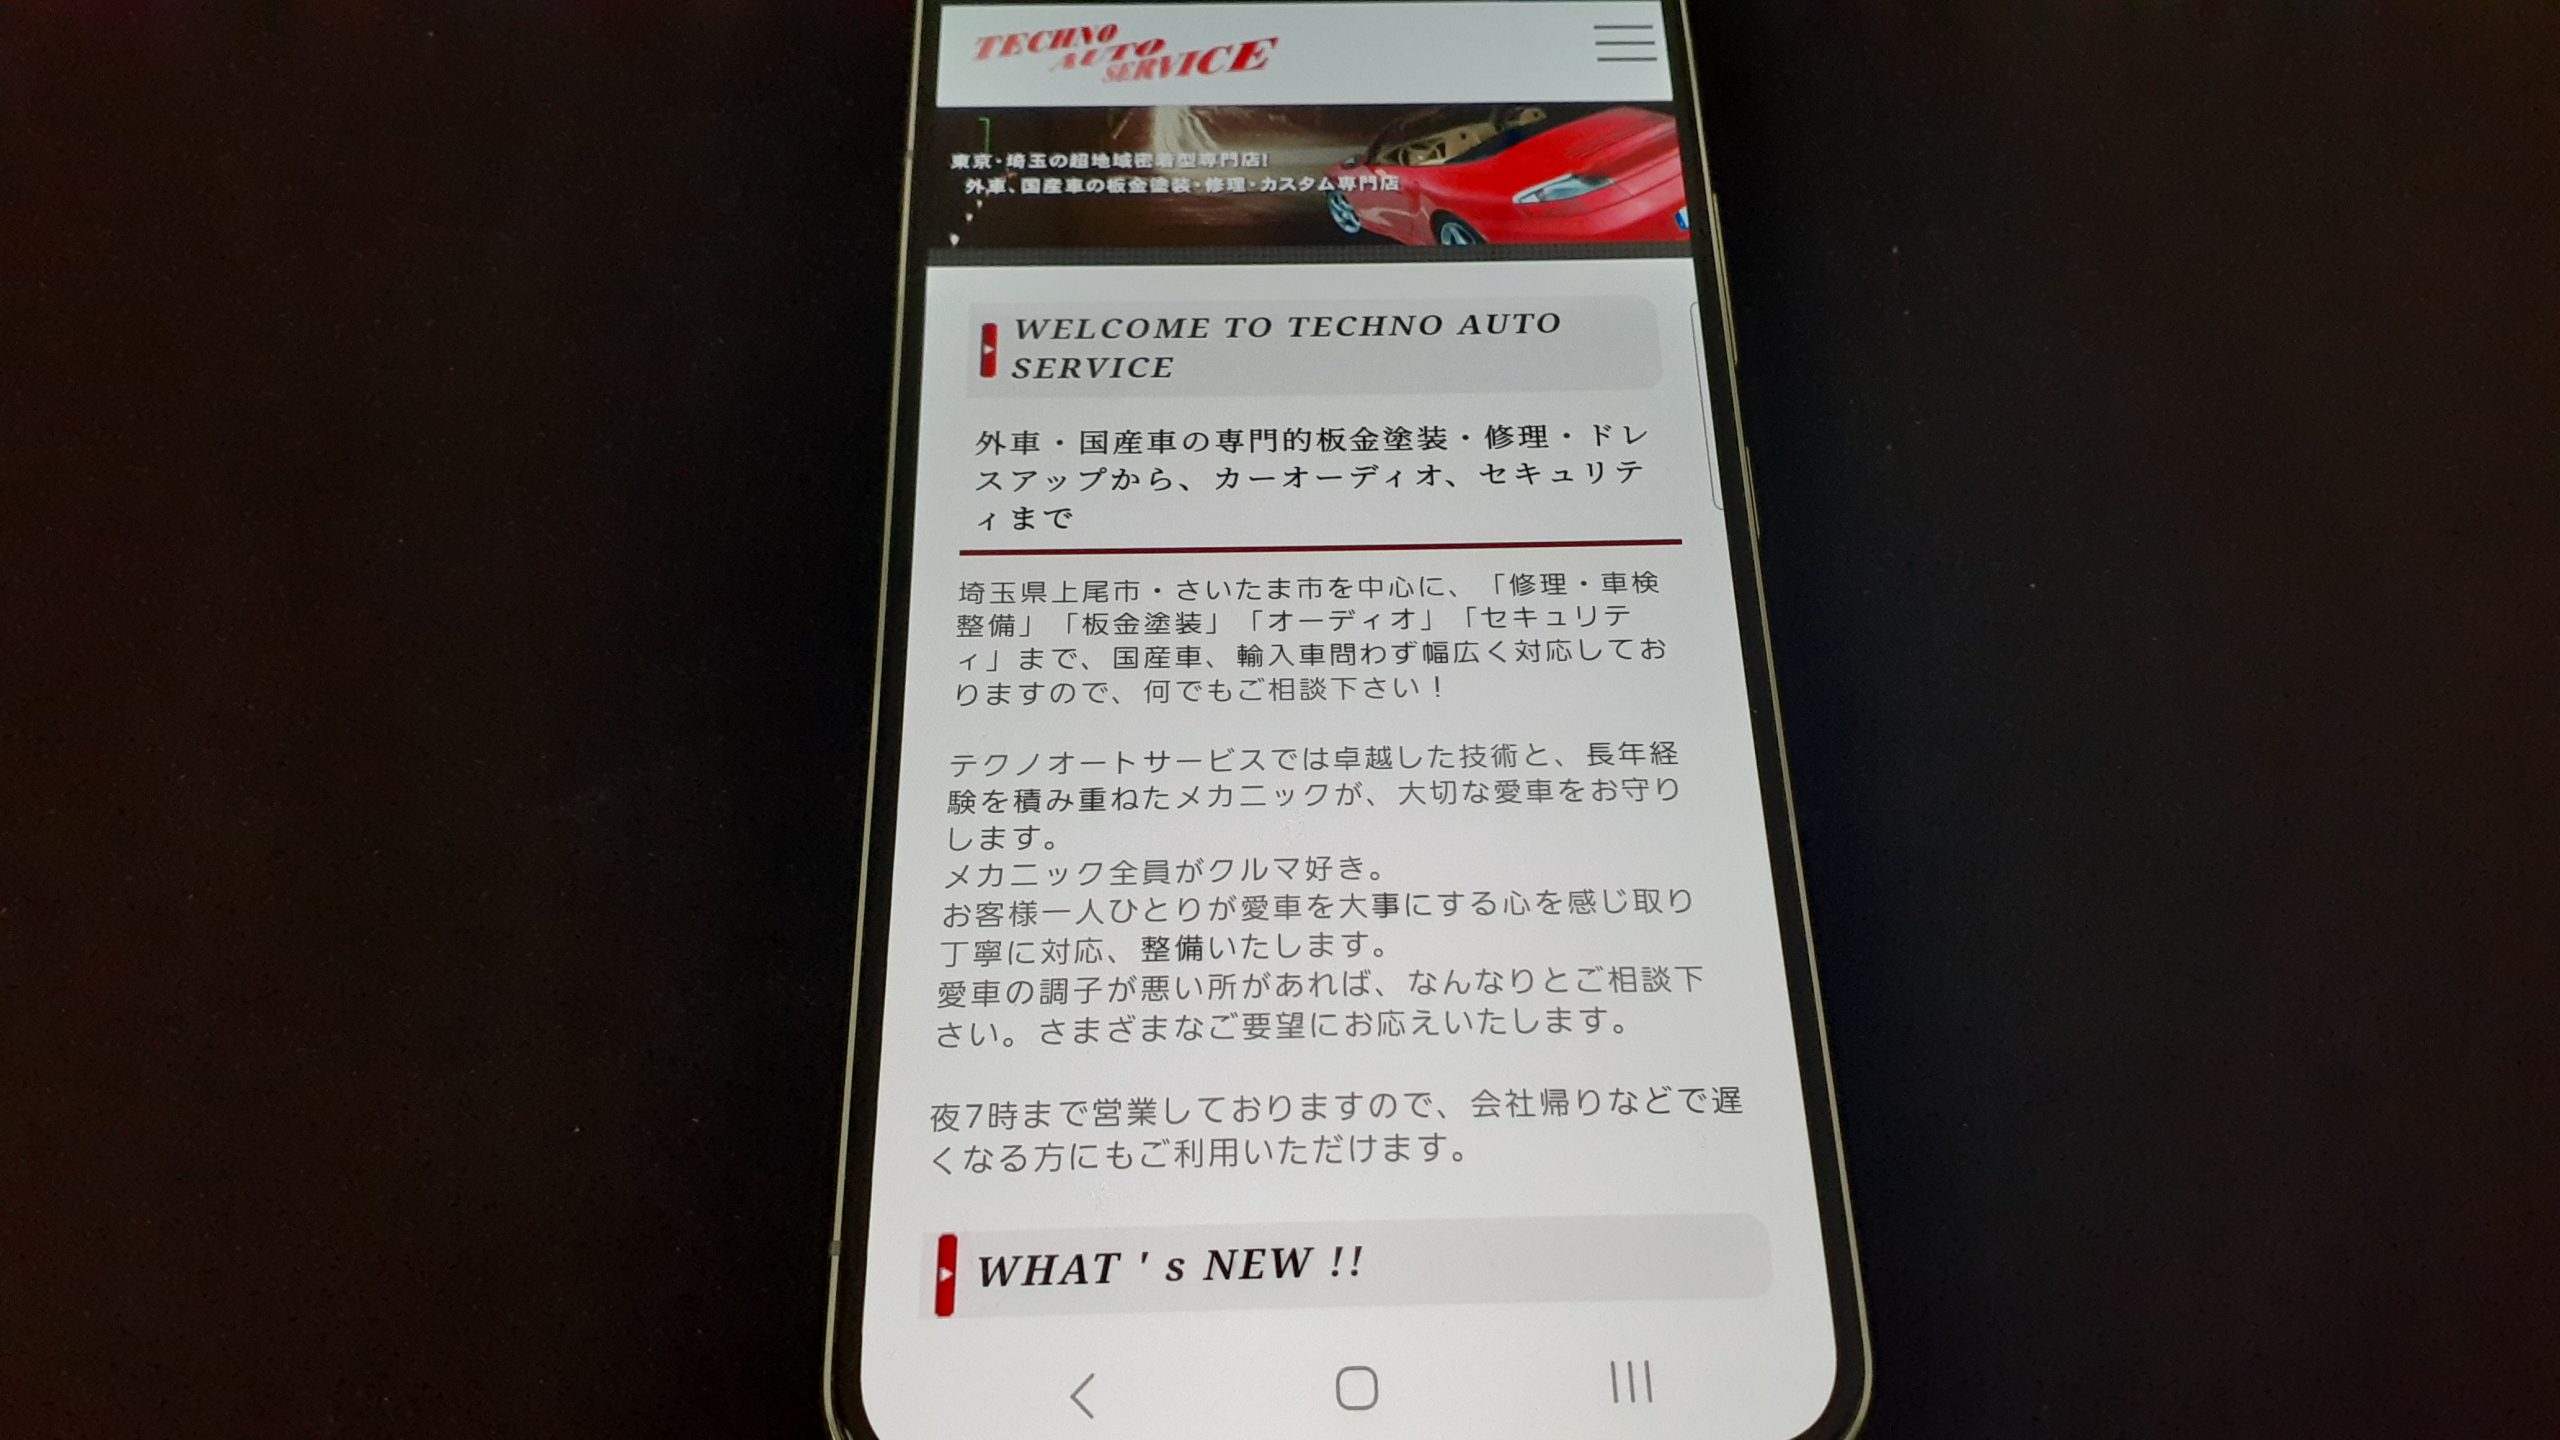 TECHNO
AUTO
SERVICE
東京・埼玉の超地域密着型専門店!
外車、国産車の板金塗装・修理・カスタム専門店
WELCOME TO TECHNO AUTO
SERVICE
外車・国産車の専門的板金塗装・修理・ドレ
スアップから、カーオーディオ、セキュリテ
ィまで
埼玉県上尾市・さいたま市を中心に、「修理・車検
整備」「板金塗装」「オーディオ」「セキュリテ
ィ」まで、国産車、輸入車問わず幅広く対応してお
りますので、何でもご相談下さい！
テクノオートサービスでは卓越した技術と、長年経
験を積み重ねたメカニックが、大切な愛車をお守り
します。
メカニック全員がクルマ好き。
お客様一人ひとりが愛車を大事にする心を感じ取り
丁寧に対応、整備いたします。
愛車の調子が悪い所があれば、なんなりとご相談下
さい。さまざまなご要望にお応えいたします。
夜7時まで営業しておりますので、会社帰りなどで遅
くなる方にもご利用いただけます。
WHAT ' s NEW !!